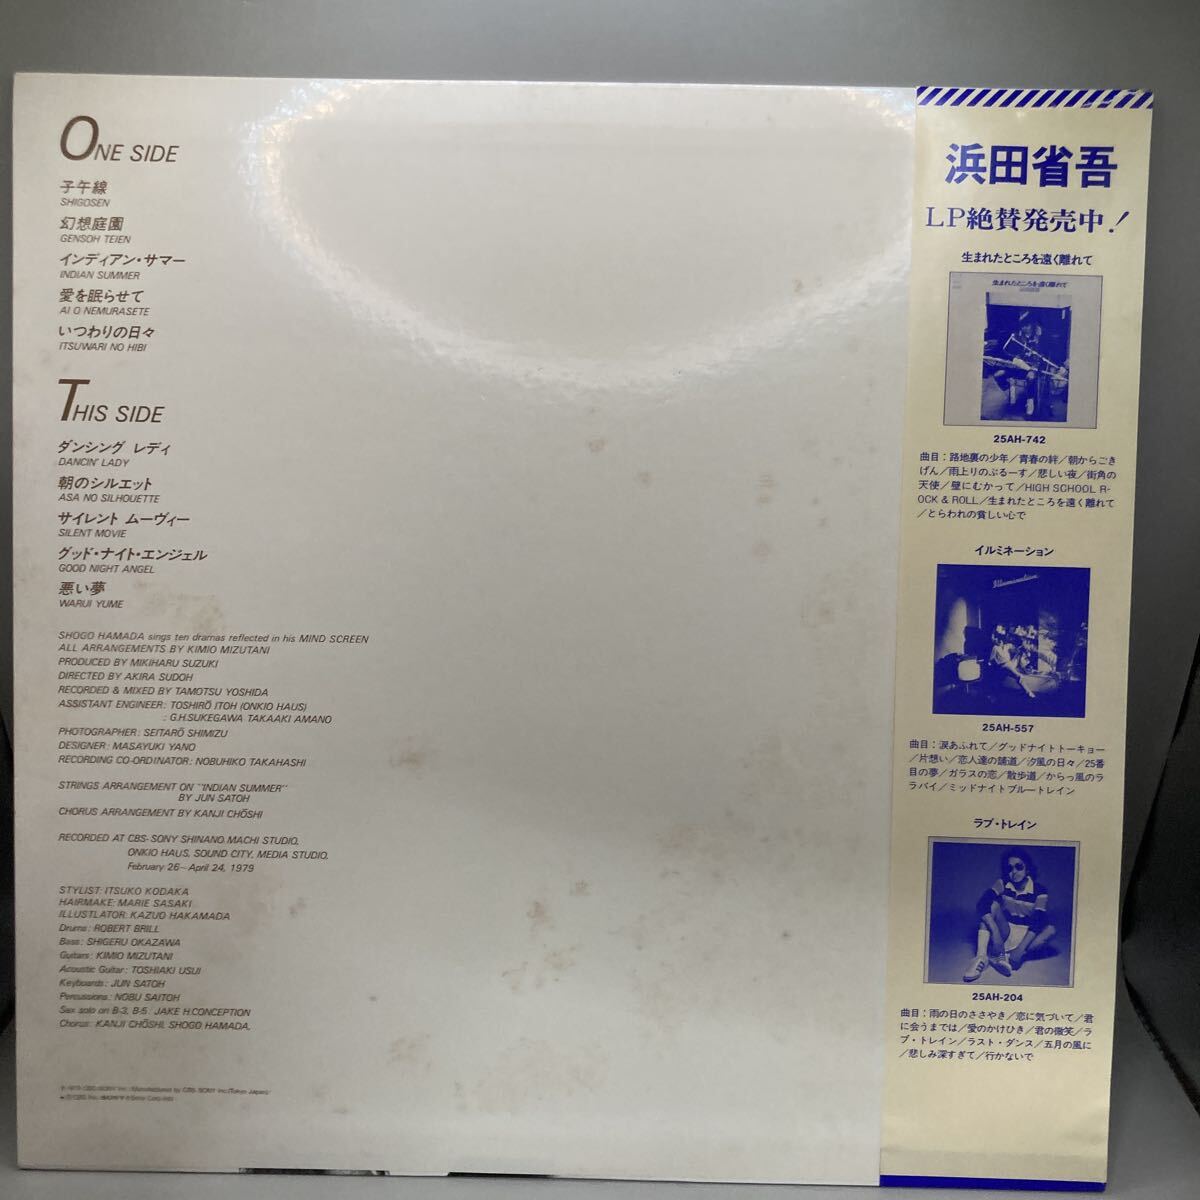 ONE SIDE
子午線
SHIGOSEN
幻想庭園
GENSOH TEIEN
インディアン・サマー
INDIAN SUMMER
愛を眠らせて
AI O NEMURASETE
いつわりの日々
ITSUWARI NO HIBI
THIS SIDE
ダンシング レディ
DANCIN' LADY
朝のシルエット
ASA NO SILHOUETTE
サイレント ムーヴィー
SILENT MOVIE
グッド・ナイト・エンジェル
GOOD NIGHT ANGEL
悪い夢
WARUI YUME
SHOGO HAMADA sings ten dramas reflected in his MIND SCREEN
ALL ARRANGEMENTS BY KIMIO MIZUTANI
PRODUCED BY MIKIHARU SUZUKI
DIRECTED BY AKIRA SUDOH
RECORDED & MIXED BY TAMOTSU YOSHIDA
ASSISTANT ENGINEER: TOSHIRŌ ITOH (ONKIO HAUS)
: G.H.SUKEGAWA TAKAAKI AMANO
PHOTOGRAPHER: SEITARŌ SHIMIZU
DESIGNER: MASAYUKI YANO
RECORDING CO-ORDINATOR: NOBUHIKO TAKAHASHI
STRINGS ARRANGEMENT ON "INDIAN SUMMER"
BY JUN SATOH
CHORUS ARRANGEMENT BY KANJI CHŌSHI
RECORDED AT CBS-SONY SHINANO MACHI STUDIO,
ONKIO HAUS, SOUND CITY, MEDIA STUDIO,
February 26–April 24, 1979
STYLIST: ITSUKO KODAKA
HAIRMAKE: MARIE SASAKI
ILLUSTLATOR: KAZUO HAKAMADA
Drums: ROBERT BRILL
Bass: SHIGERU OKAZAWA
Guitars: KIMIO MIZUTANI
Acoustic Guitar: TOSHIAKI USUI
Keyboards: JUN SATOH
Percussions: NOBU SAITOH
Sax solo on B-3, B-5: JAKE H.CONCEPTION
Chorus: KANJI CHŌSHI, SHOGO HAMADA,
浜田省吾
LP絶賛発売中!
生まれたところを遠く離れて
生まれたところを遠く離れて
25AH-742
曲目：路地裏の少年／青春の絆／朝からごき
げん／雨上りのぶるーす／悲しい夜／街角の
天使／壁にむかって／HIGH SCHOOL R-
OCK & ROLL／生まれたところを遠く離れて
／とらわれの貧しい心で
イルミネーション
Illumination
25AH-557
曲目：涙あふれて／グッドナイトトーキョー
／片想い／恋人達の舗道／汐風の日々／25番
目の夢／ガラスの恋／散歩道／からっ風のラ
ラバイ／ミッドナイトブルートレイン
ラブ・トレイン
25AH-204
曲目：雨の日のささやき／恋に気づいて／君
に会うまでは／愛のかけひき／君の微笑／ラ
ブ・トレイン／ラスト・ダンス／五月の風に
／悲しみ深すぎて／行かないで